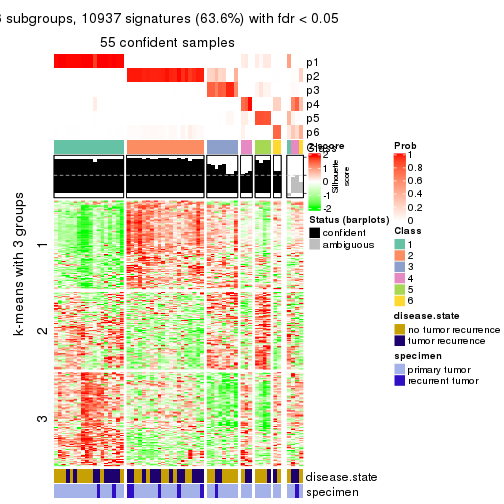 subgroups, 10937 signatures (63.6%) with fdr < 0.05
55 confident samples
p1
p2
p3
p4
p5
p6
Class
z-score
2
1
0
-1
-2
Silhouette
score
Prob
1
0.8
0.6
0.4
0.2
0
Status (barplots)
confident
ambiguous
Class
1
2
3
4
5
6
disease.state
no tumor recurrence
tumor recurrence
specimen
primary tumor
recurrent tumor
k-means with 3 groups
1
2
3
disease.state
specimen